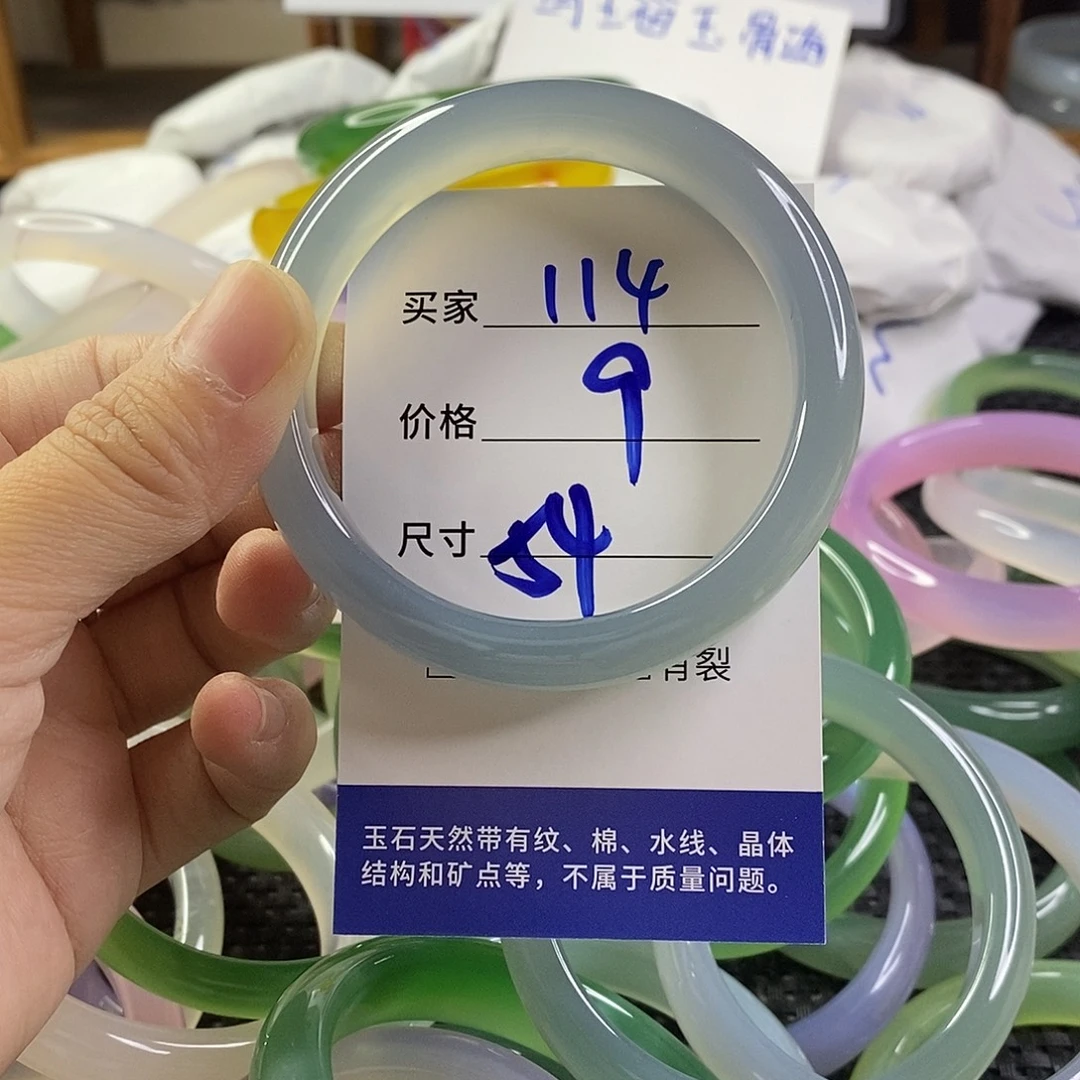 买家 114
价格 9
尺寸 54
有裂
玉石天然带有纹、棉、水线、晶体
结构和矿点等，不属于质量问题。